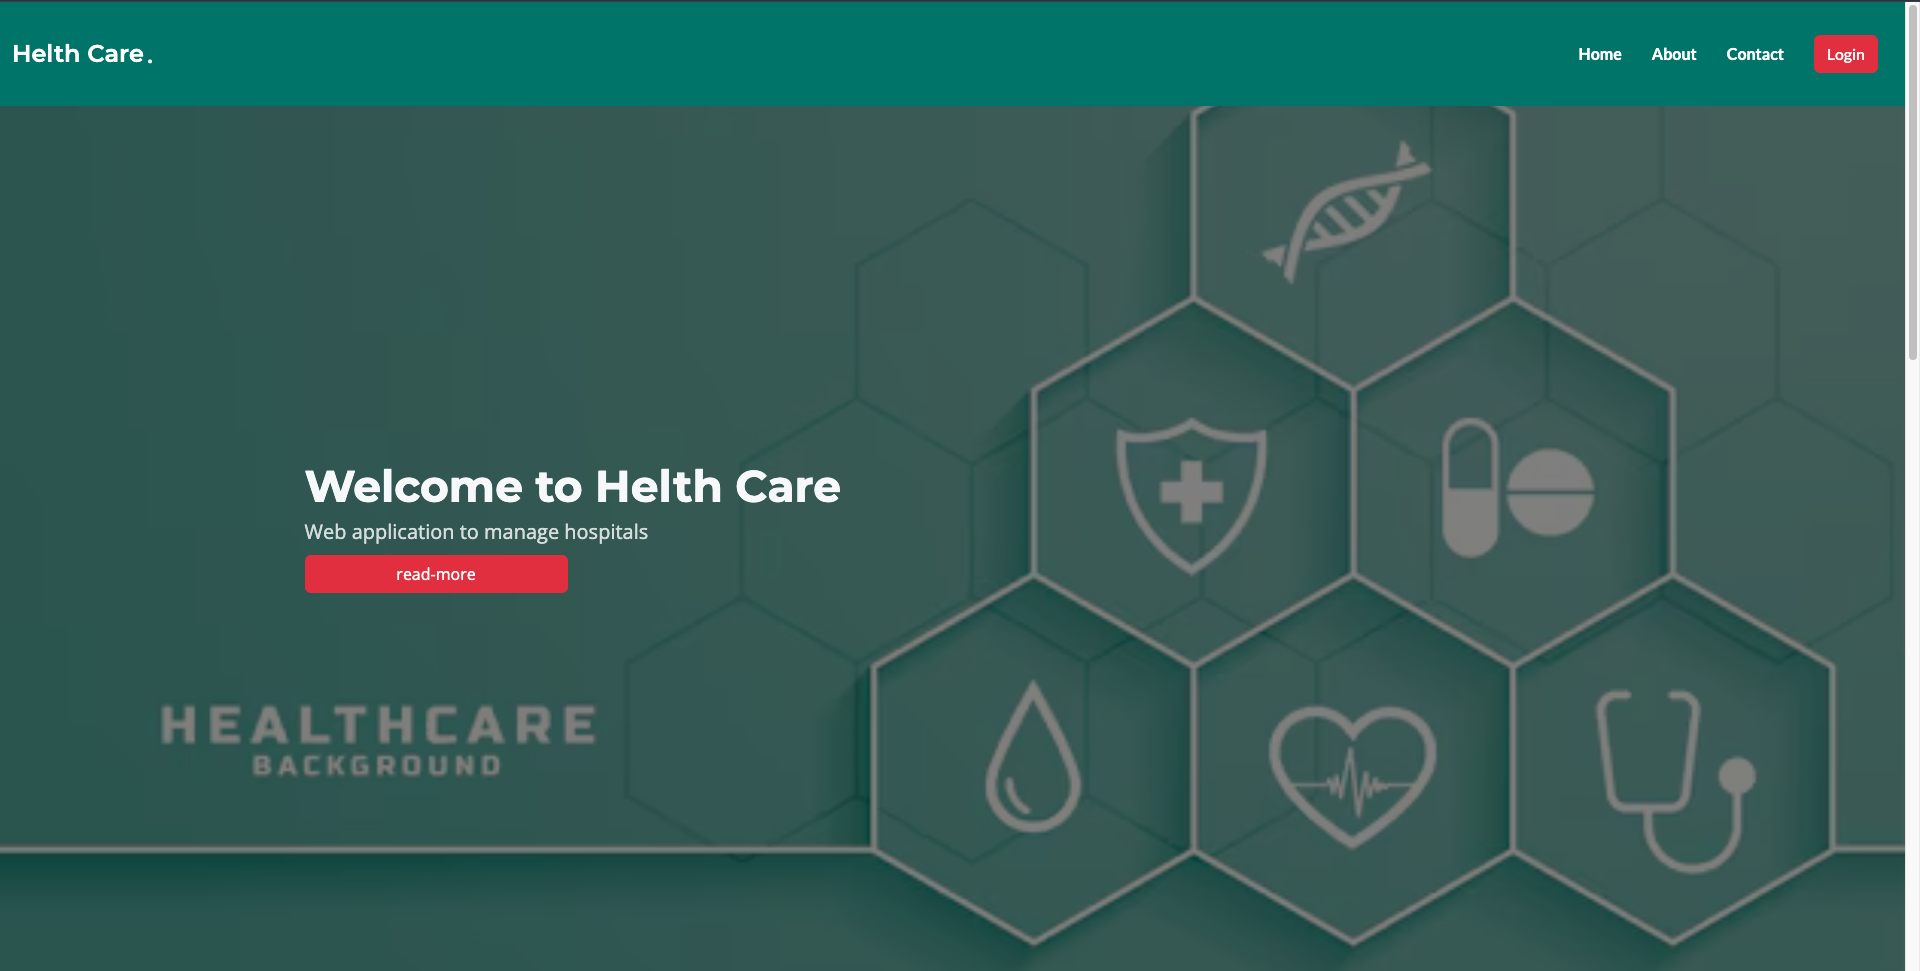 Helth Care.
Home About Contact Login
Welcome to Helth Care
Web application to manage hospitals
read-more
HEALTHCARE
BACKGROUND